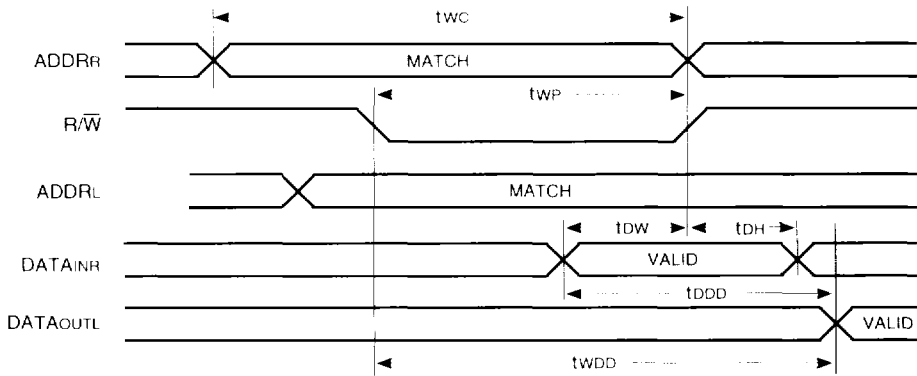 tWC
ADDRR
MATCH
tWP
R/W̅
ADDRL
MATCH
tDW
tDH
DATAINR
VALID
tDDD
DATAOUTL
VALID
tWDD